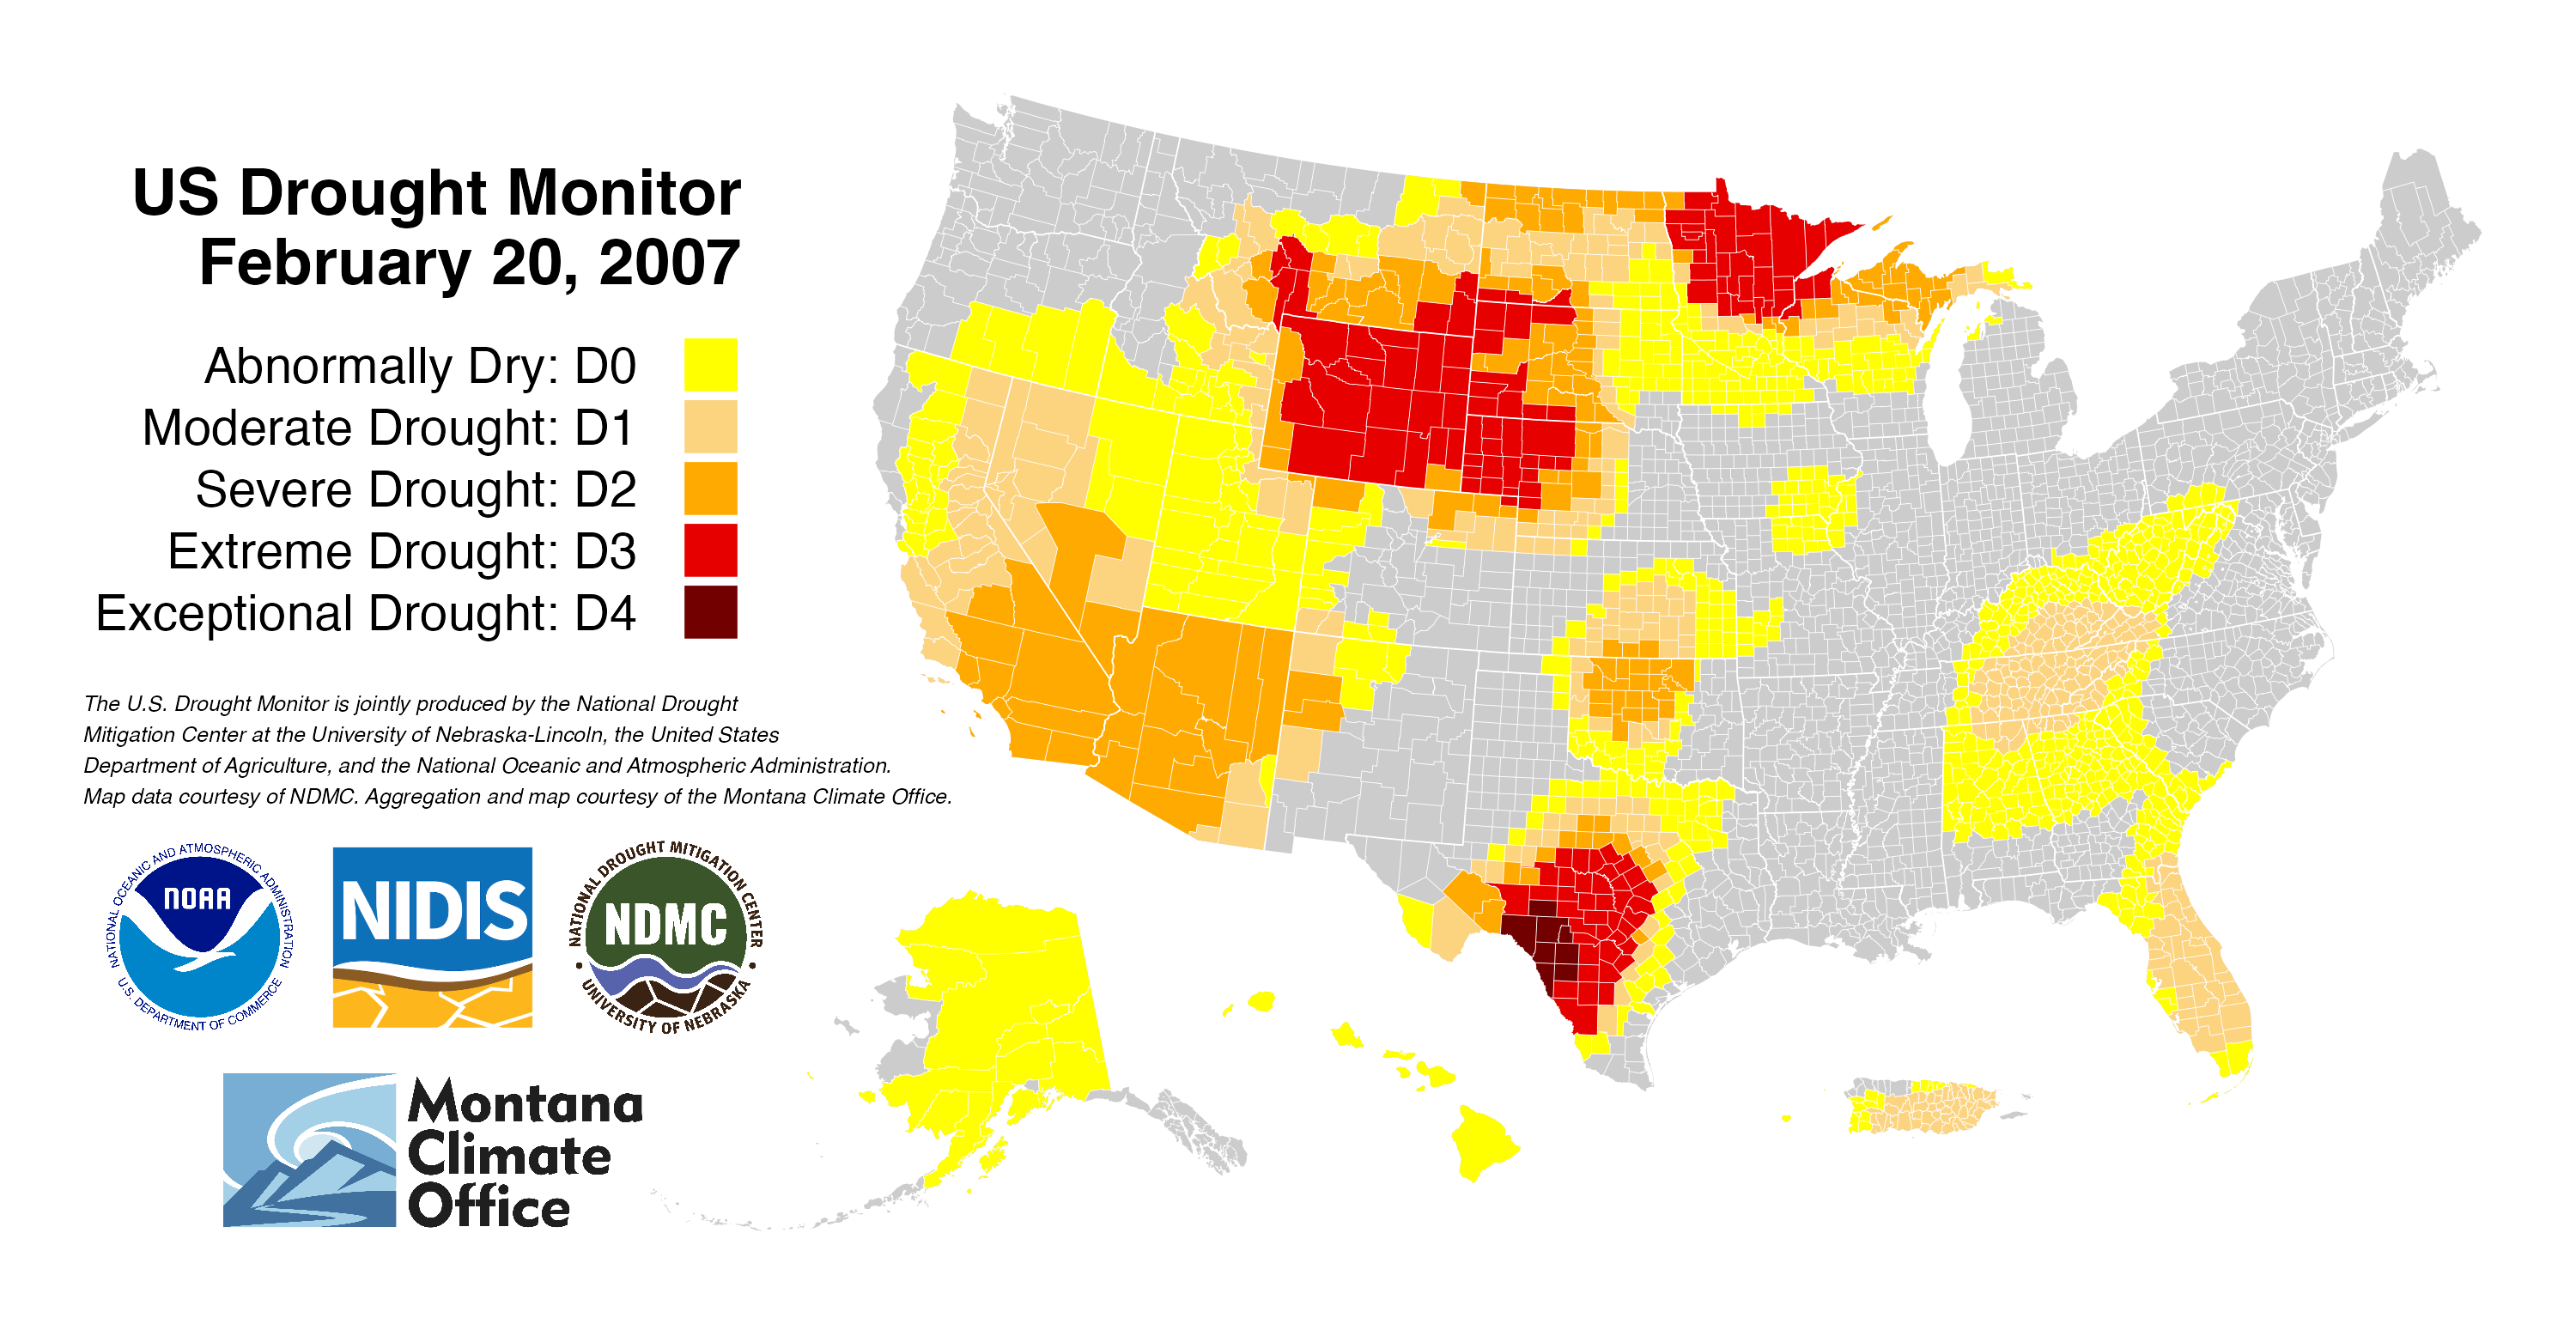 US Drought Monitor
February 20, 2007
Abnormally Dry: D0
Moderate Drought: D1
Severe Drought: D2
Extreme Drought: D3
Exceptional Drought: D4
The U.S. Drought Monitor is jointly produced by the National Drought
Mitigation Center at the University of Nebraska-Lincoln, the United States
Department of Agriculture, and the National Oceanic and Atmospheric Administration.
Map data courtesy of NDMC. Aggregation and map courtesy of the Montana Climate Office.
NATIONAL OCEANIC AND ATMOSPHERIC ADMINISTRATION
NOAA
U.S. DEPARTMENT OF COMMERCE
NIDIS
NATIONAL DROUGHT MITIGATION CENTER
NDMC
UNIVERSITY OF NEBRASKA
Montana
Climate
Office